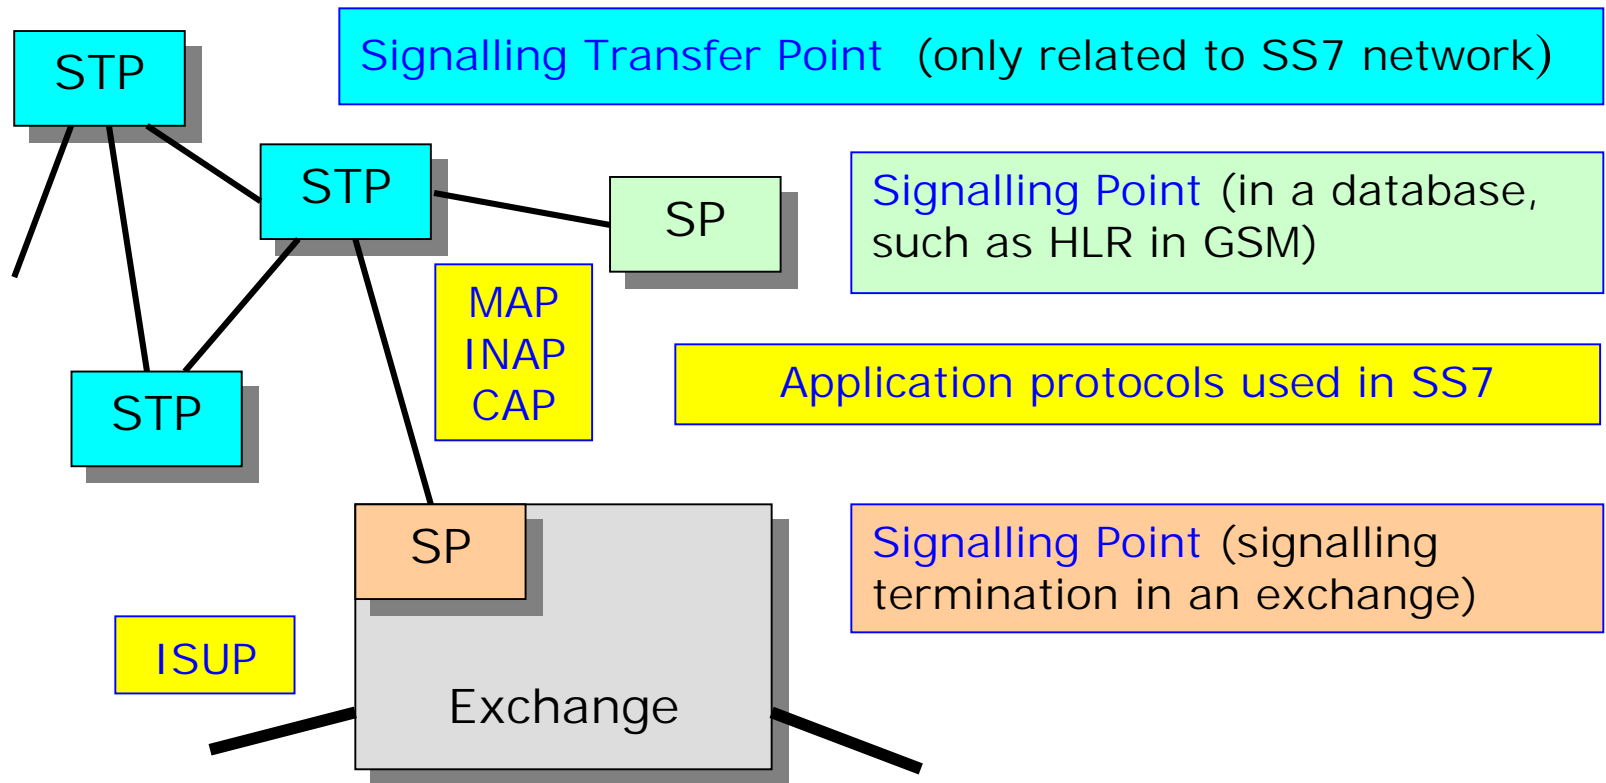 STP
Signalling Transfer Point (only related to SS7 network)
STP
SP
Signalling Point (in a database,
such as HLR in GSM)
MAP
INAP
CAP
Application protocols used in SS7
STP
SP
Signalling Point (signalling
termination in an exchange)
ISUP
Exchange